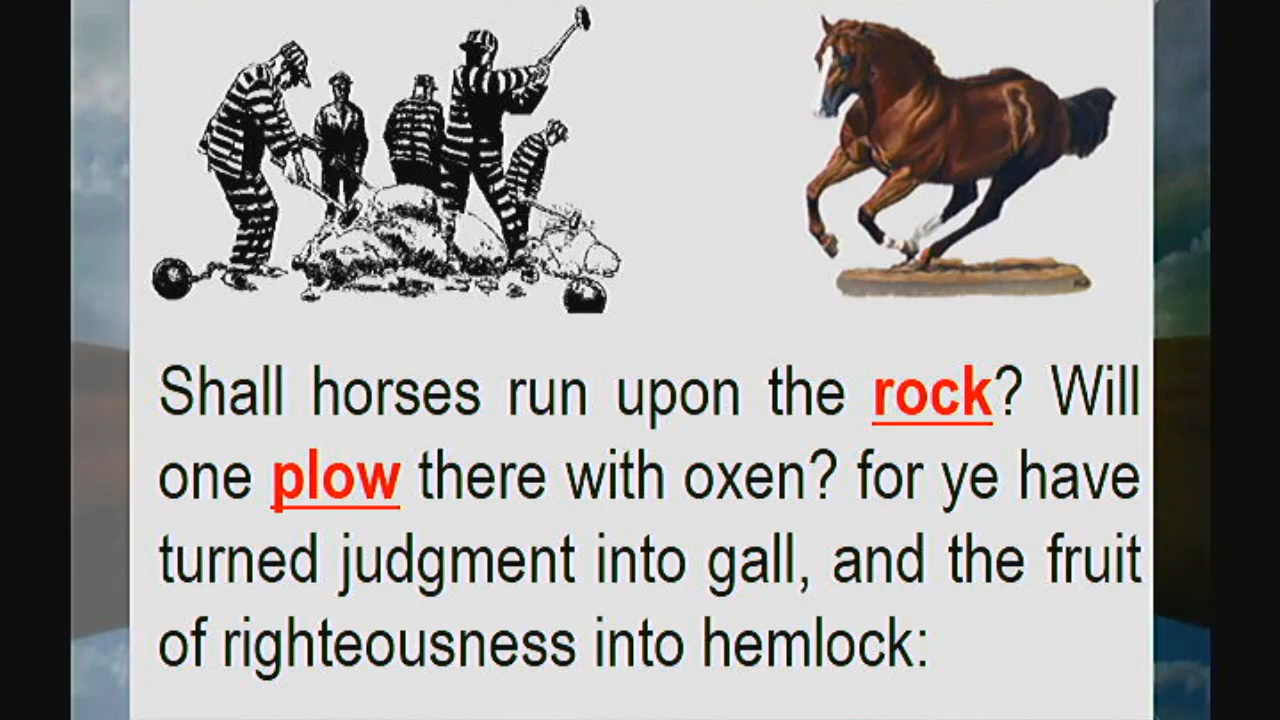 Shall horses run upon the rock? Will
one plow there with oxen? for ye have
turned judgment into gall, and the fruit
of righteousness into hemlock: